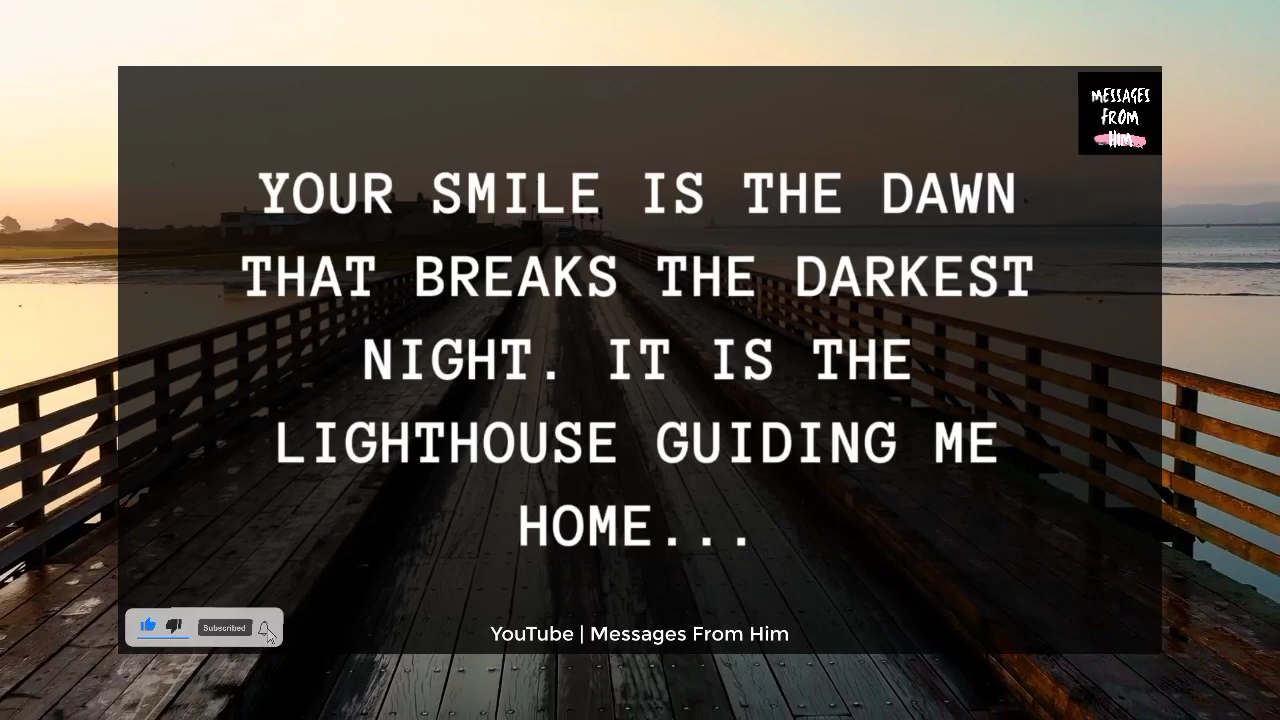 MESSAGES
FROM
HIM
YOUR SMILE IS THE DAWN
THAT BREAKS THE DARKEST
NIGHT. IT IS THE
LIGHTHOUSE GUIDING ME
HOME...
Subscribed
YouTube | Messages From Him